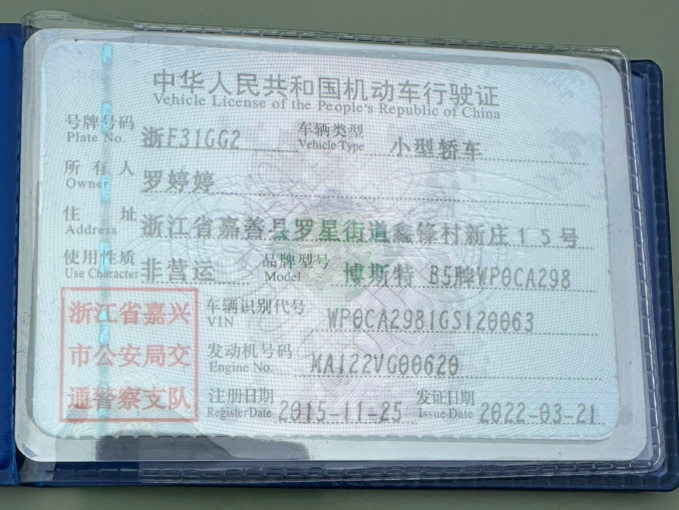 中华人民共和国机动车行驶证
Vehicle License of the People's Republic of China
号牌号码 Plate No. 浙F31GG2 车辆类型 Vehicle Type 小型轿车
所有人 Owner 罗婷婷
住址 Address 浙江省嘉善县罗星街道鑫锋村新庄15号
使用性质 Use Character 非营运 品牌型号 Model 博斯特 B5牌WP0CA298
浙江省嘉兴市公安局交通警察支队
车辆识别代号 VIN WP0CA2981GS120063
发动机号码 Engine No. MA122VG00620
注册日期 Register Date 2015-11-25 发证日期 Issue Date 2022-03-21